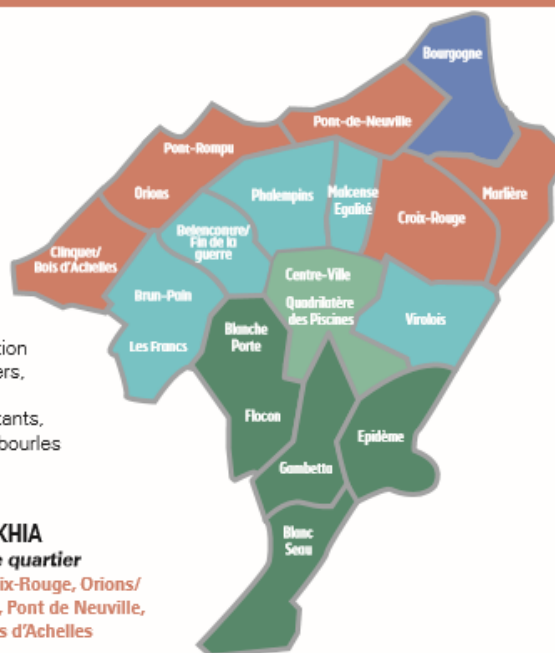 Bourgogne
Pont-de-Neuville
Pont-Rompu
Orions
Phalempins
Malcense
Egalité
Croix-Rouge
Marlière
Belencontre/
Fin de la
guerre
Clinquet/
Bois d'Achelles
Centre-Ville
Brun-Pain
Quadrilatère
des Piscines
Virolois
Blanche
Porte
Les Francs
Flocon
Epidème
Gambetta
Blanc
Seau
tion
ers,
tants,
bourles
KHIA
e quartier
ix-Rouge, Orions/
, Pont de Neuville,
s d'Achelles